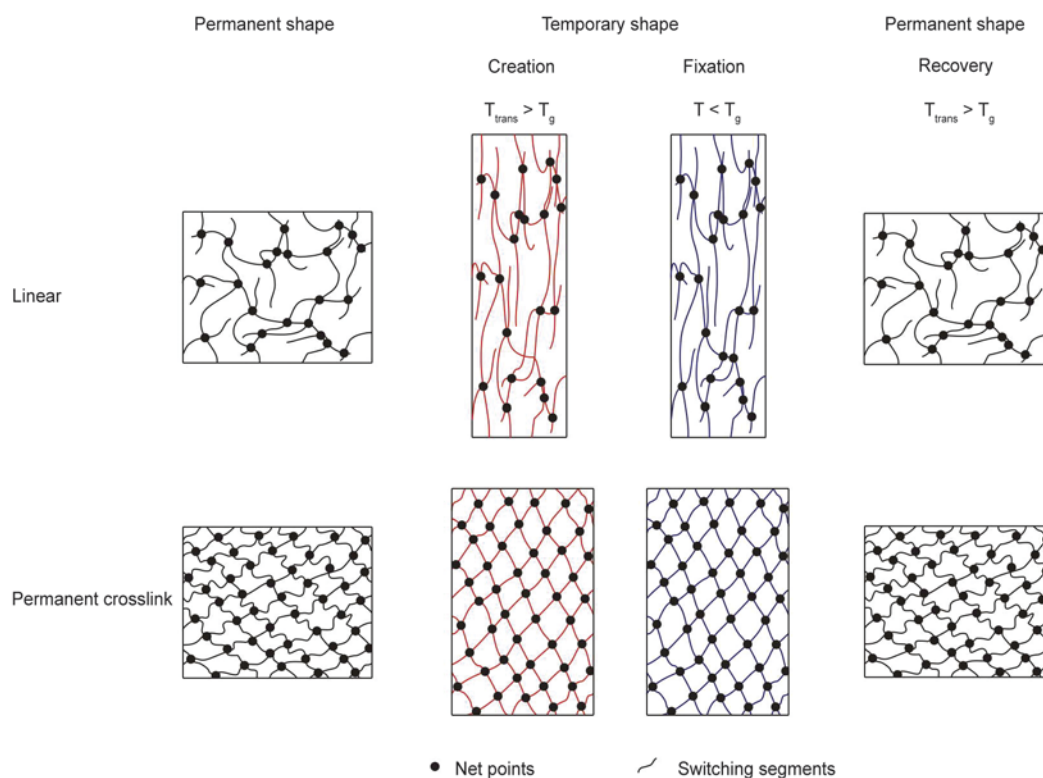 Permanent shape
Temporary shape
Permanent shape
Creation
Fixation
Recovery
T_trans > T_g
T < T_g
T_trans > T_g
Linear
Permanent crosslink
Net points
Switching segments